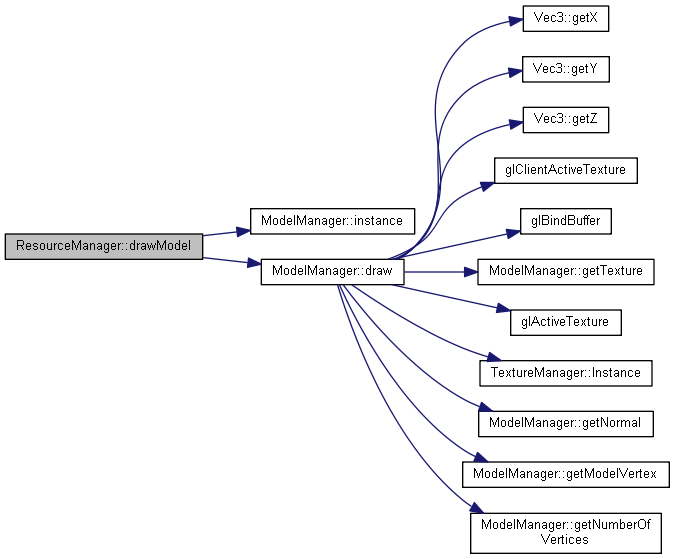 Vec3::getX
Vec3::getY
Vec3::getZ
glClientActiveTexture
ModelManager::instance
glBindBuffer
ResourceManager::drawModel
ModelManager::draw
ModelManager::getTexture
glActiveTexture
TextureManager::Instance
ModelManager::getNormal
ModelManager::getModelVertex
ModelManager::getNumberOf
Vertices